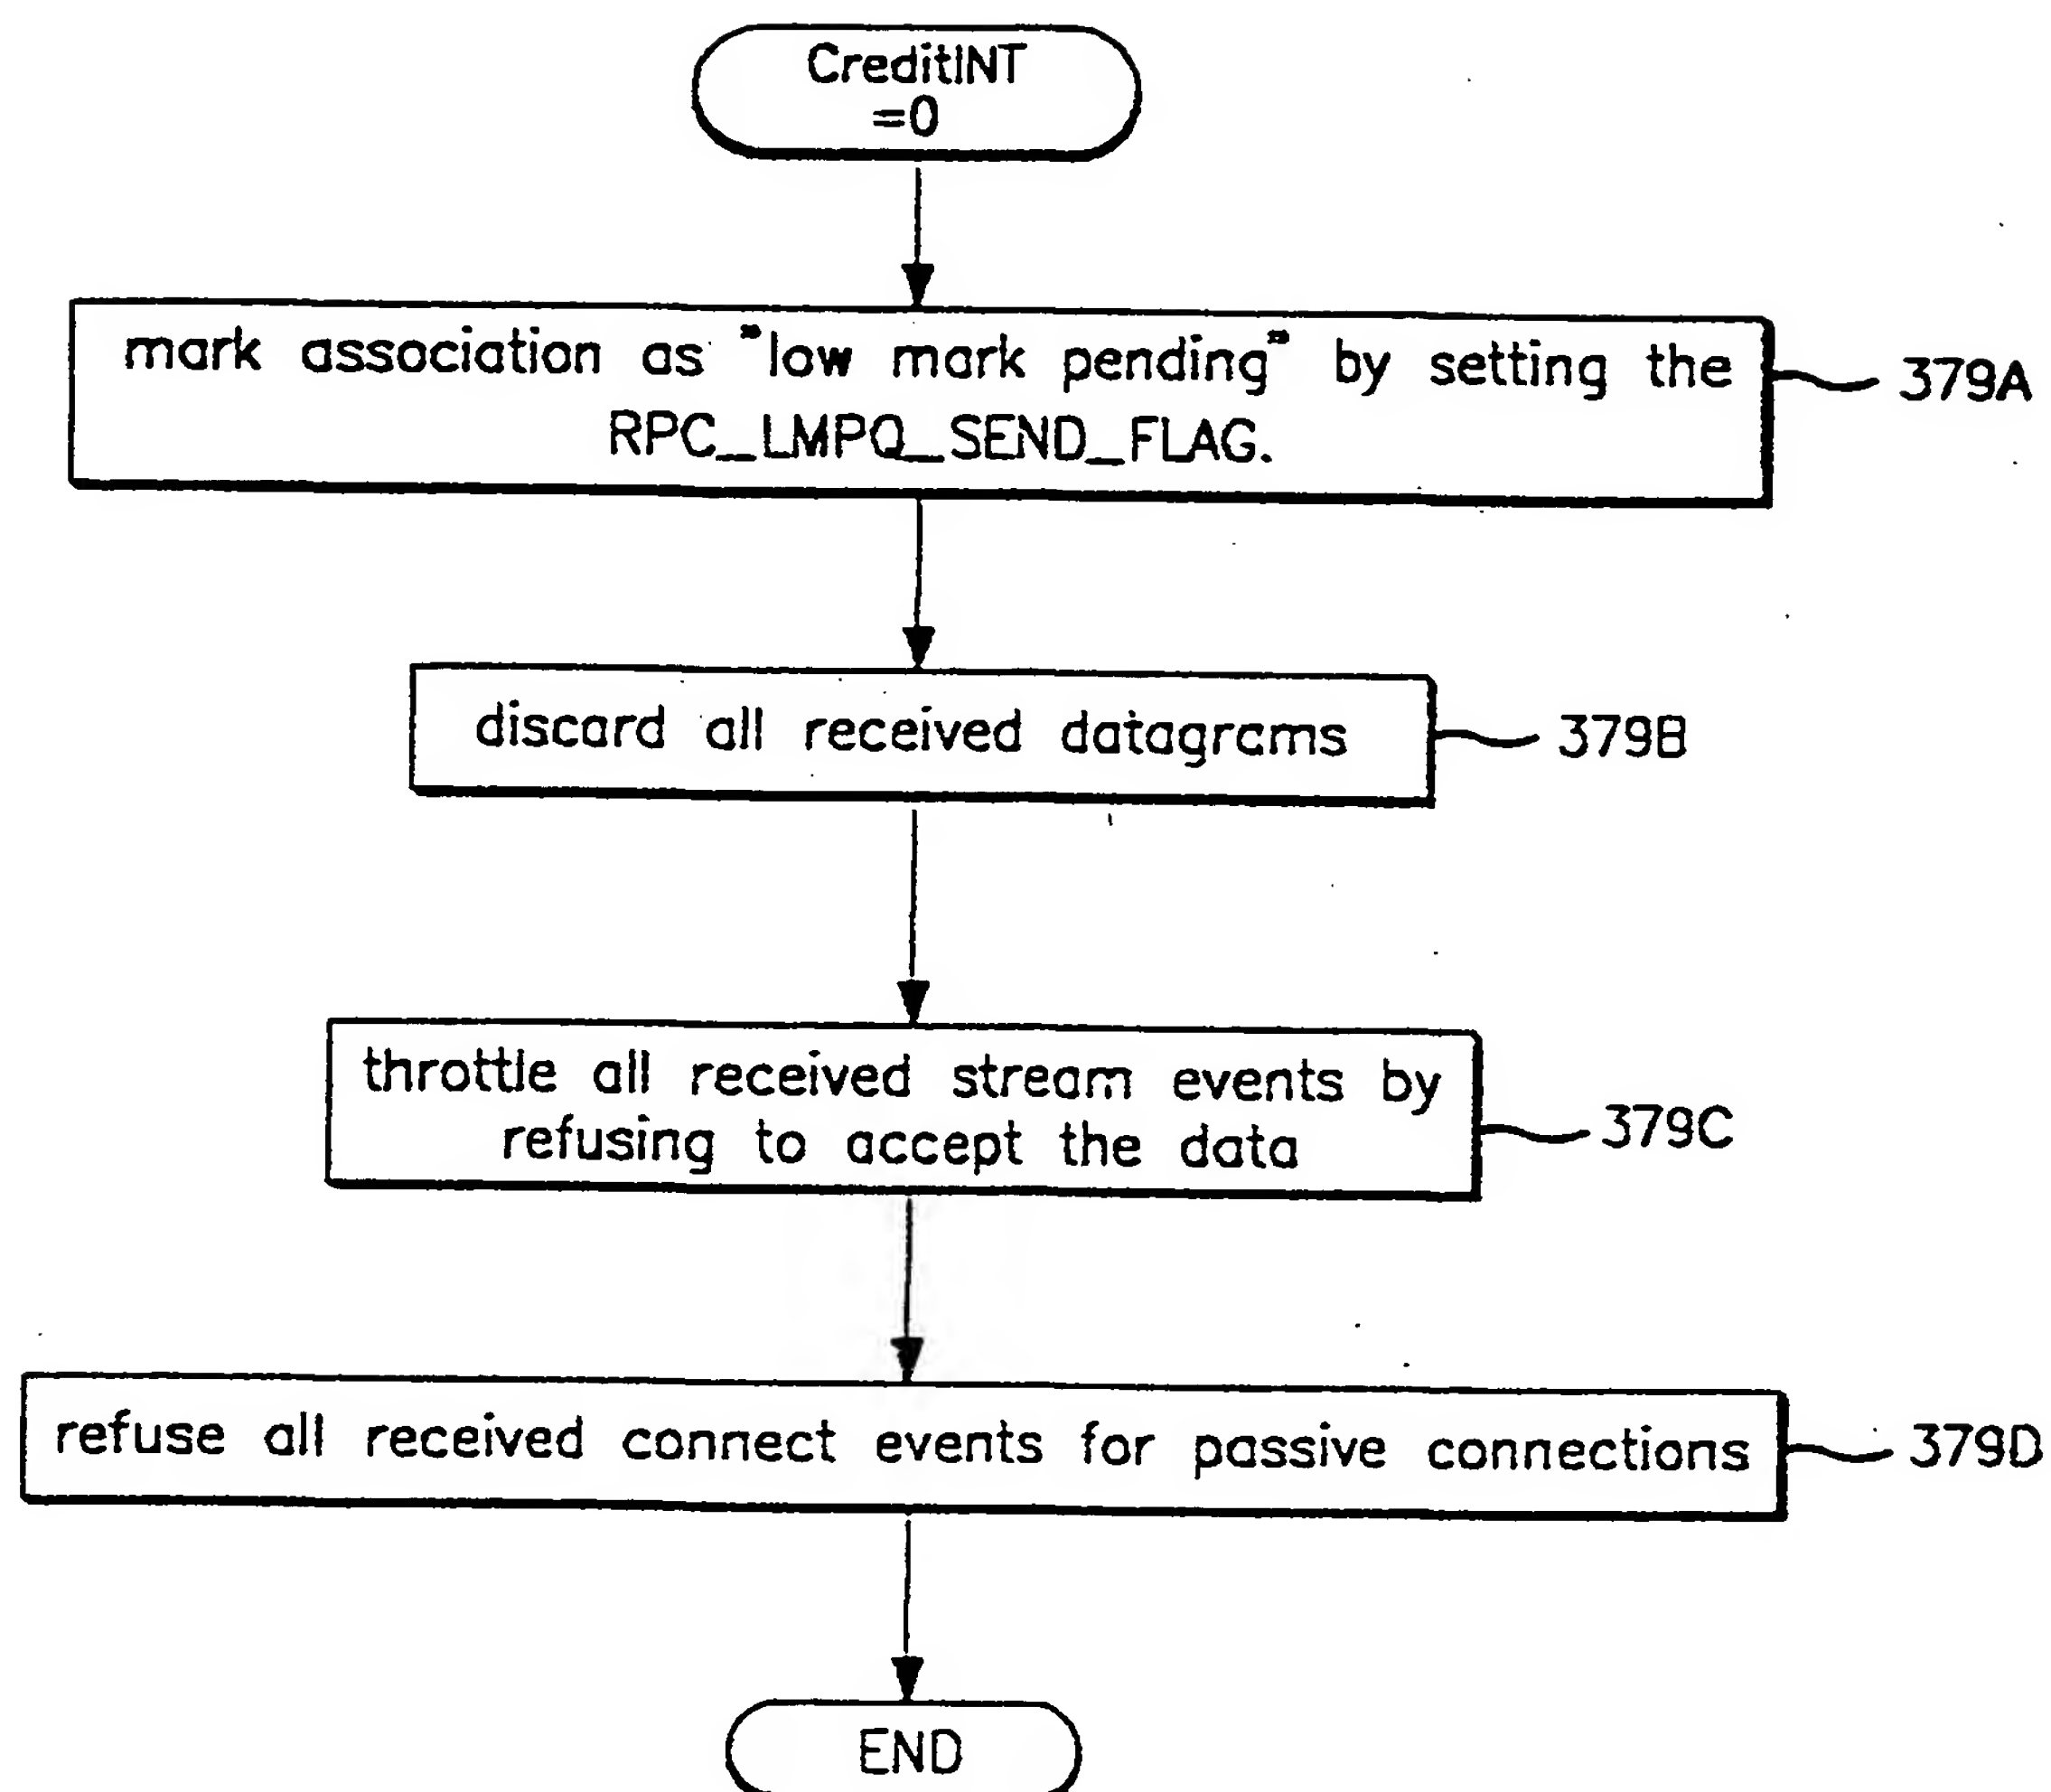 CreditINT
=0
mark association as "low mark pending" by setting the
RPC_LMPQ_SEND_FLAG.
379A
discard all received datagrams
379B
throttle all received stream events by
refusing to accept the data
379C
refuse all received connect events for passive connections
379D
END